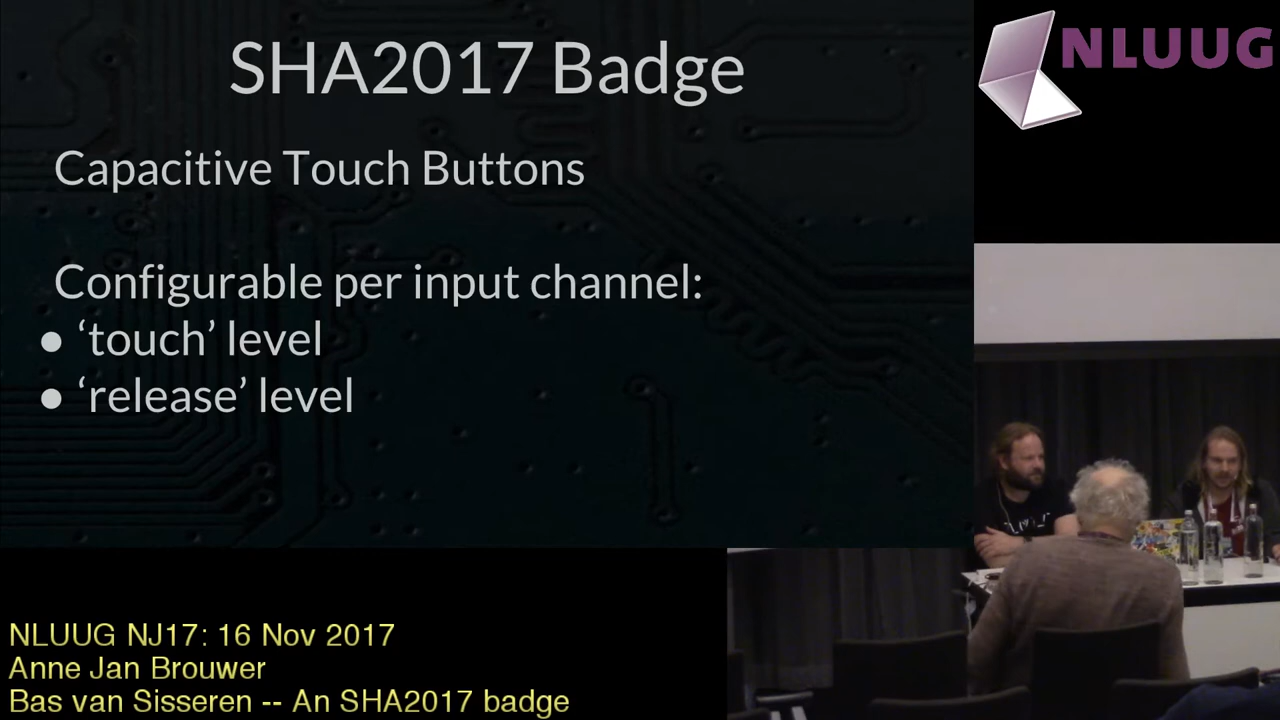 SHA2017 Badge
NLUUG
Capacitive Touch Buttons
Configurable per input channel:
● ‘touch’ level
● ‘release’ level
NLUUG NJ17: 16 Nov 2017
Anne Jan Brouwer
Bas van Sisseren -- An SHA2017 badge